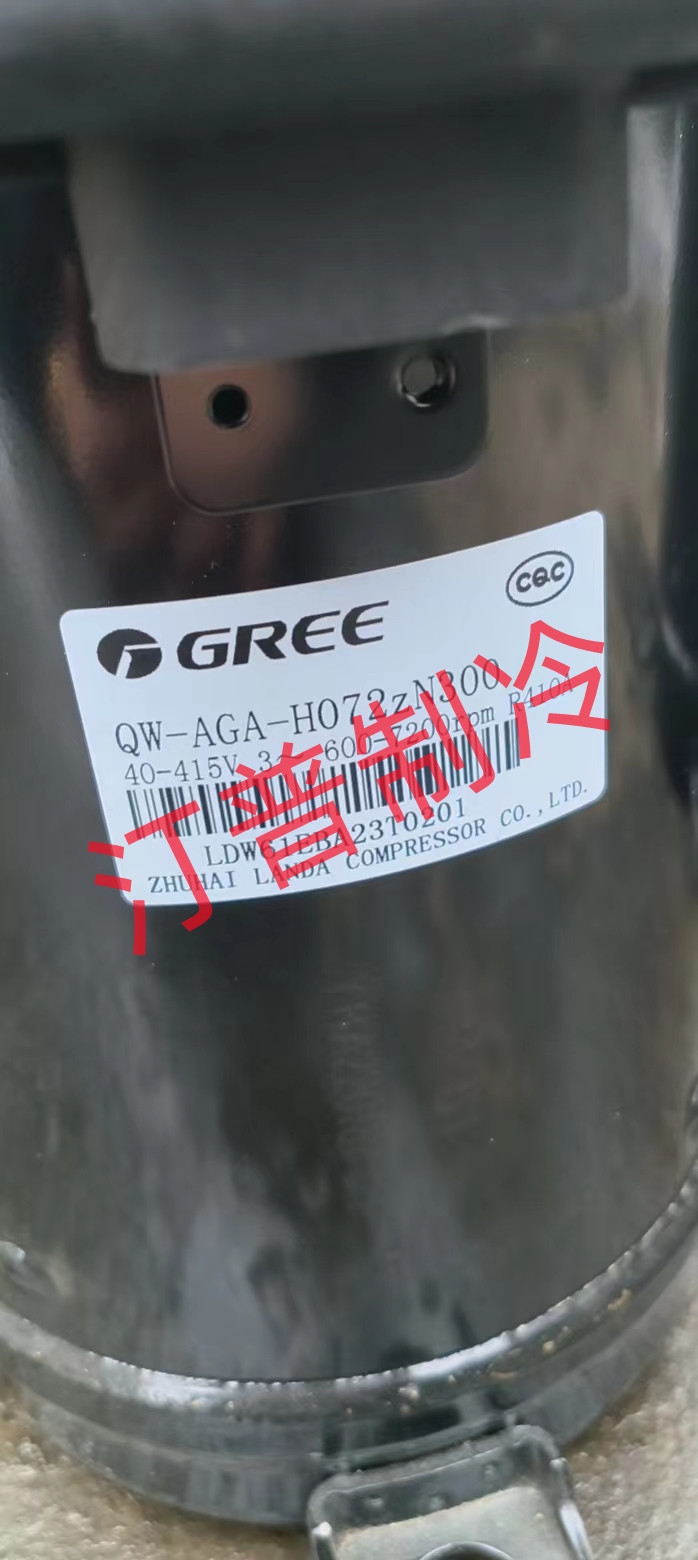 GREE
CQC
QW-AGA-H072zN300
40-415V 3~ 600-7200rpm R410A
LDW61EBA23T0201
ZHUHAI LANDA COMPRESSOR CO.,LTD.
汀普制冷